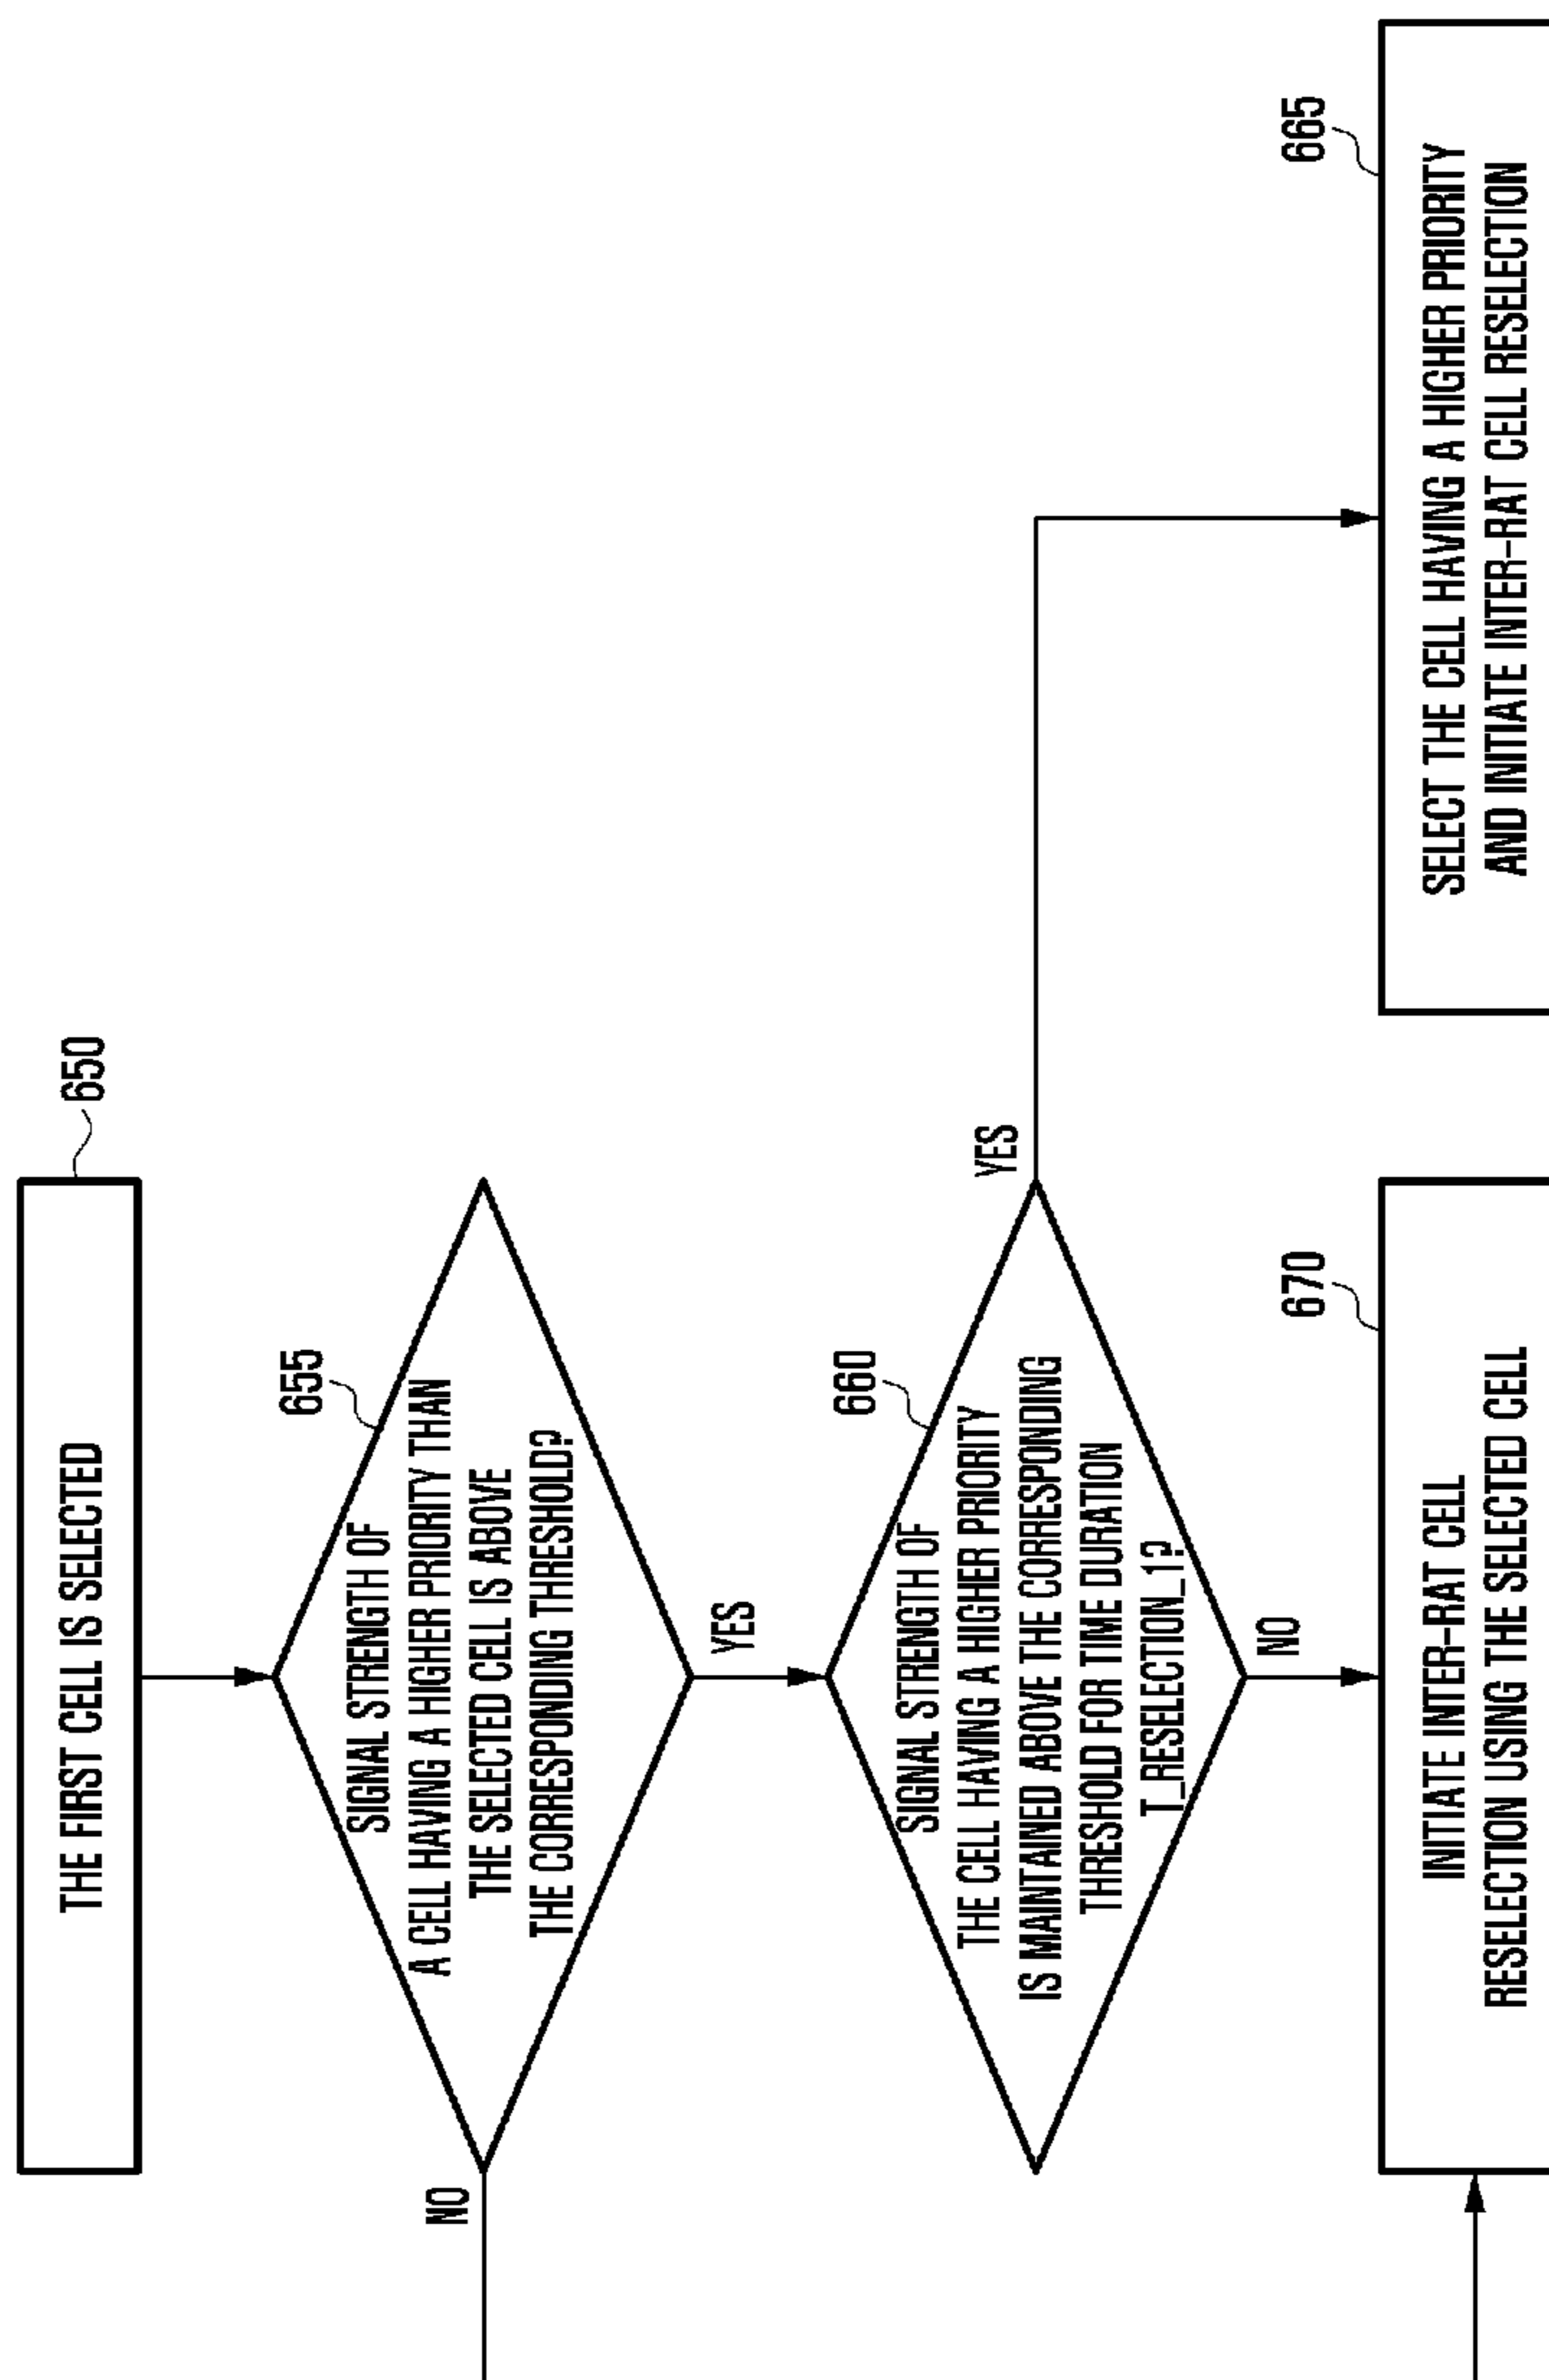 THE FIRST CELL IS SELECTED
650
655
SIGNAL STRENGTH OF
A CELL HAVING A HIGHER PRIORITY THAN
THE SELECTED CELL IS ABOVE
THE CORRESPONDING THRESHOLD?
NO
YES
660
SIGNAL STRENGTH OF
THE CELL HAVING A HIGHER PRIORITY
IS MAINTAINED ABOVE THE CORRESPONDING
THRESHOLD FOR TIME DURATION
T_RESELECTION_1?
YES
NO
670
INITIATE INTER-RAT CELL
RESELECTION USING THE SELECTED CELL
665
SELECT THE CELL HAVING A HIGHER PRIORITY
AND INITIATE INTER-RAT CELL RESELECTION